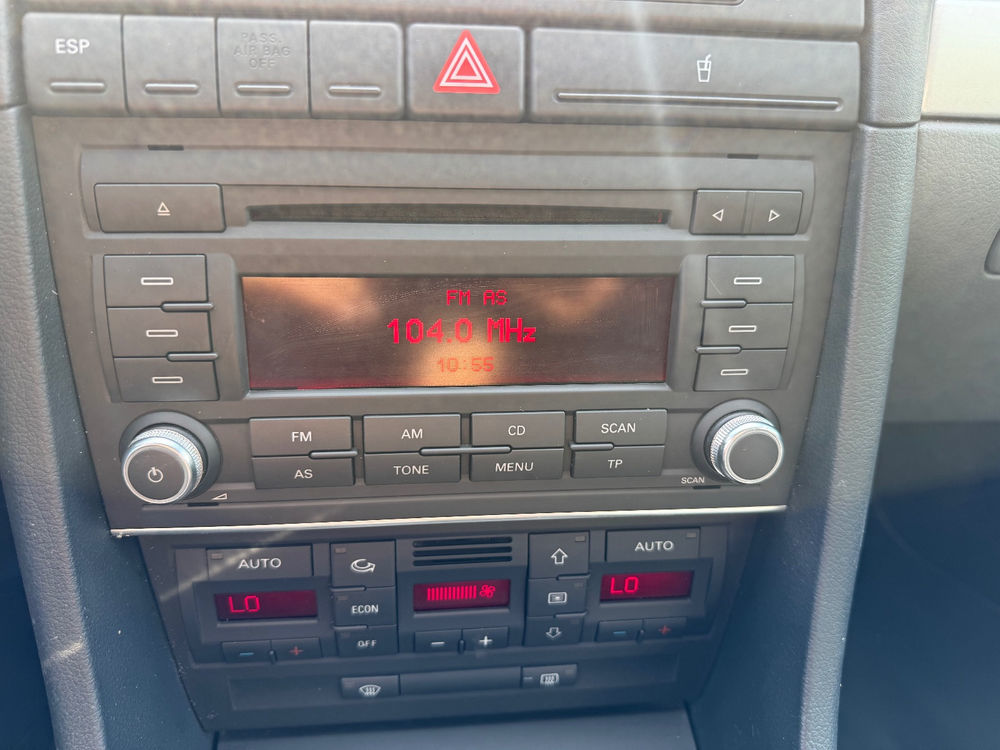 ESP
PASS.
AIR BAG
OFF
FM AS
104.0 MHz
10:55
FM
AM
CD
SCAN
AS
TONE
MENU
TP
SCAN
AUTO
AUTO
LO
ECON
LO
OFF